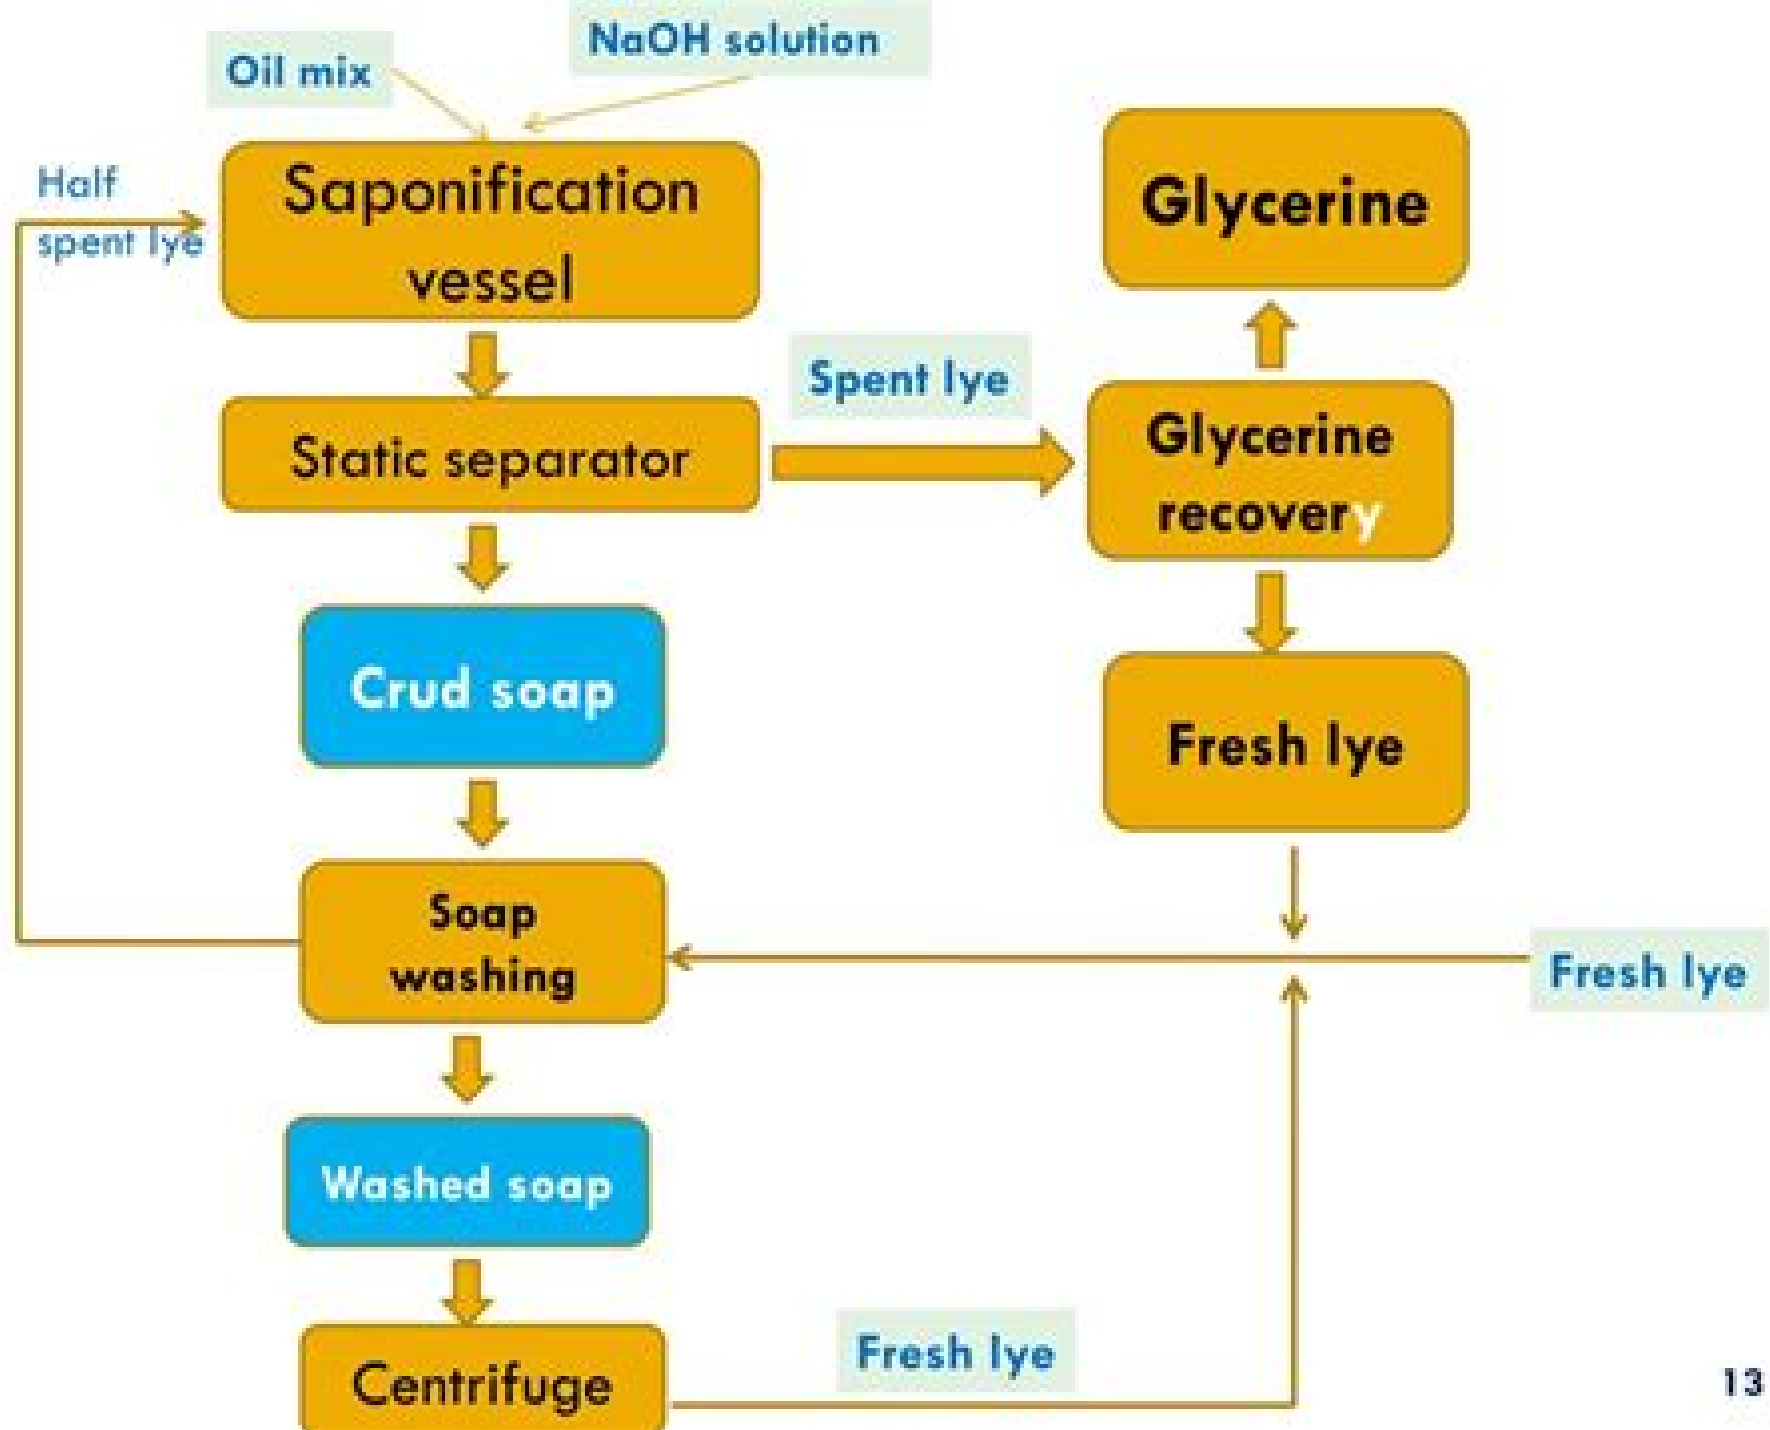 Oil mix
NaOH solution
Half
spent lye
Saponification
vessel
Glycerine
Spent lye
Static separator
Glycerine
recovery
Crud soap
Fresh lye
Soap
washing
Fresh lye
Washed soap
Fresh lye
Centrifuge
13